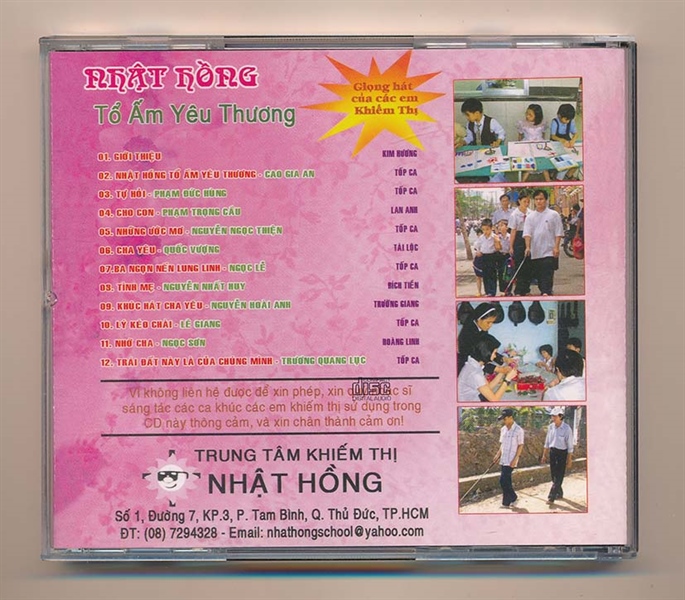 NHẬT HỒNG
Tổ Ấm Yêu Thương
Giọng hát
của các em
Khiếm Thị
01. GIỚI THIỆU KIM HƯƠNG
02. NHẬT HỒNG TỔ ẤM YÊU THƯƠNG - CAO GIA AN TỐP CA
03. TỰ HỎI - PHẠM ĐỨC HÙNG TỐP CA
04. CHO CON - PHẠM TRỌNG CẦU LAN ANH
05. NHỮNG ƯỚC MƠ - NGUYỄN NGỌC THIỆN TỐP CA
06. CHA YÊU - QUỐC VƯỢNG TÀI LỘC
07.BA NGỌN NẾN LUNG LINH - NGỌC LỄ TỐP CA
08. TÌNH MẸ - NGUYỄN NHẤT HUY BÍCH TIỀN
09. KHÚC HÁT CHA YÊU - NGUYỄN HOÀI ANH TRƯỜNG GIANG
10. LÝ KÉO CHÀI - LÊ GIANG TỐP CA
11. NHỚ CHA - NGỌC SƠN HOÀNG LINH
12. TRÁI ĐẤT NÀY LÀ CỦA CHÚNG MÌNH - TRƯƠNG QUANG LỤC TỐP CA
Vì không liên hệ được để xin phép, xin các sĩ
sáng tác các ca khúc các em khiếm thị sử dụng trong
CD này thông cảm, và xin chân thành cảm ơn!
disc
DIGITAL AUDIO
TRUNG TÂM KHIẾM THỊ
NHẬT HỒNG
Số 1, Đường 7, KP.3, P. Tam Bình, Q. Thủ Đức, TP.HCM
ĐT: (08) 7294328 - Email: nhathongschool@yahoo.com